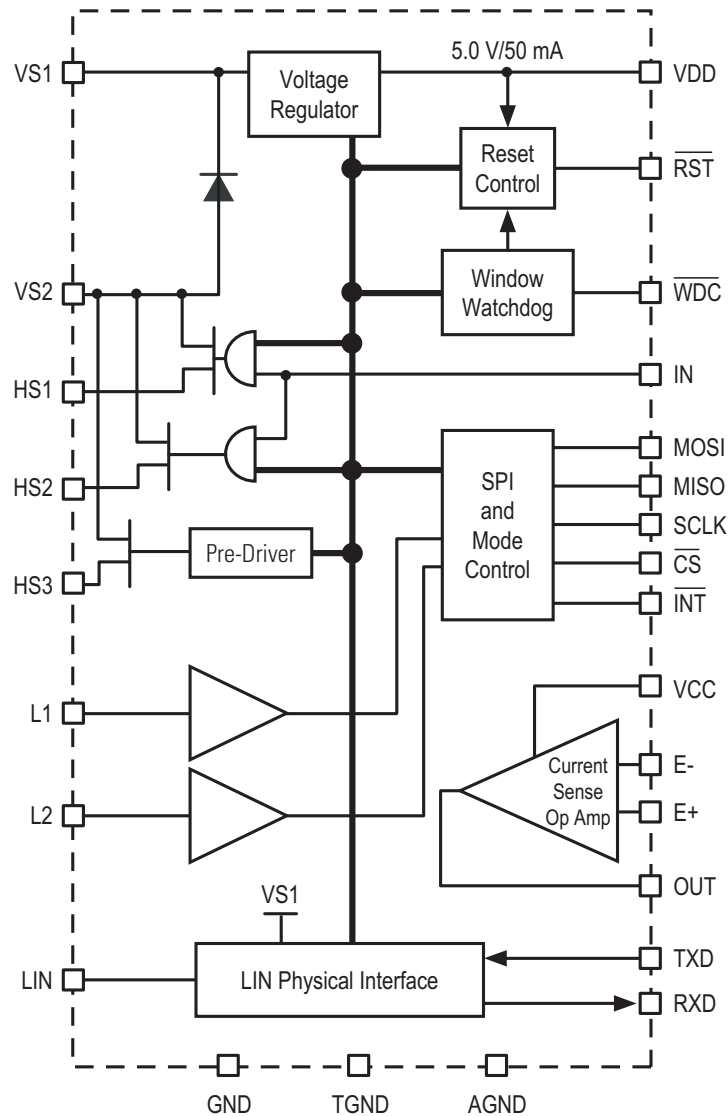 VS1
Voltage
Regulator
5.0 V/50 mA
VDD
Reset
Control
RST
VS2
Window
Watchdog
WDC
HS1
IN
HS2
SPI
and
Mode
Control
MOSI
MISO
SCLK
CS
INT
HS3
Pre-Driver
L1
VCC
Current
Sense
Op Amp
E-
E+
L2
OUT
VS1
LIN
LIN Physical Interface
TXD
RXD
GND
TGND
AGND